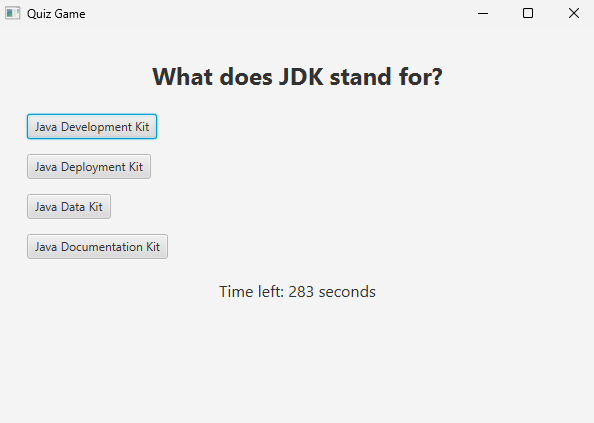 Quiz Game
What does JDK stand for?
Java Development Kit
Java Deployment Kit
Java Data Kit
Java Documentation Kit
Time left: 283 seconds